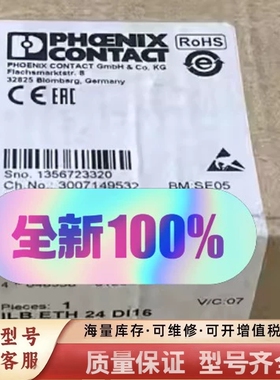 PHŒNIX
CONTACT
RoHS
e
PHOENIX CONTACT GmbH & Co. KG
Flachsmarktstr. 8
32825 Blomberg, Germany
CE EAC
Sno. 1356723320
Ch.No.: 3007149532
BM:SE05
全新100%
Pieces: 1
V/C:07
ILB ETH 24 DI16
型号
客服
海量库存·可维修·可开增值税
质量保证 型号齐全